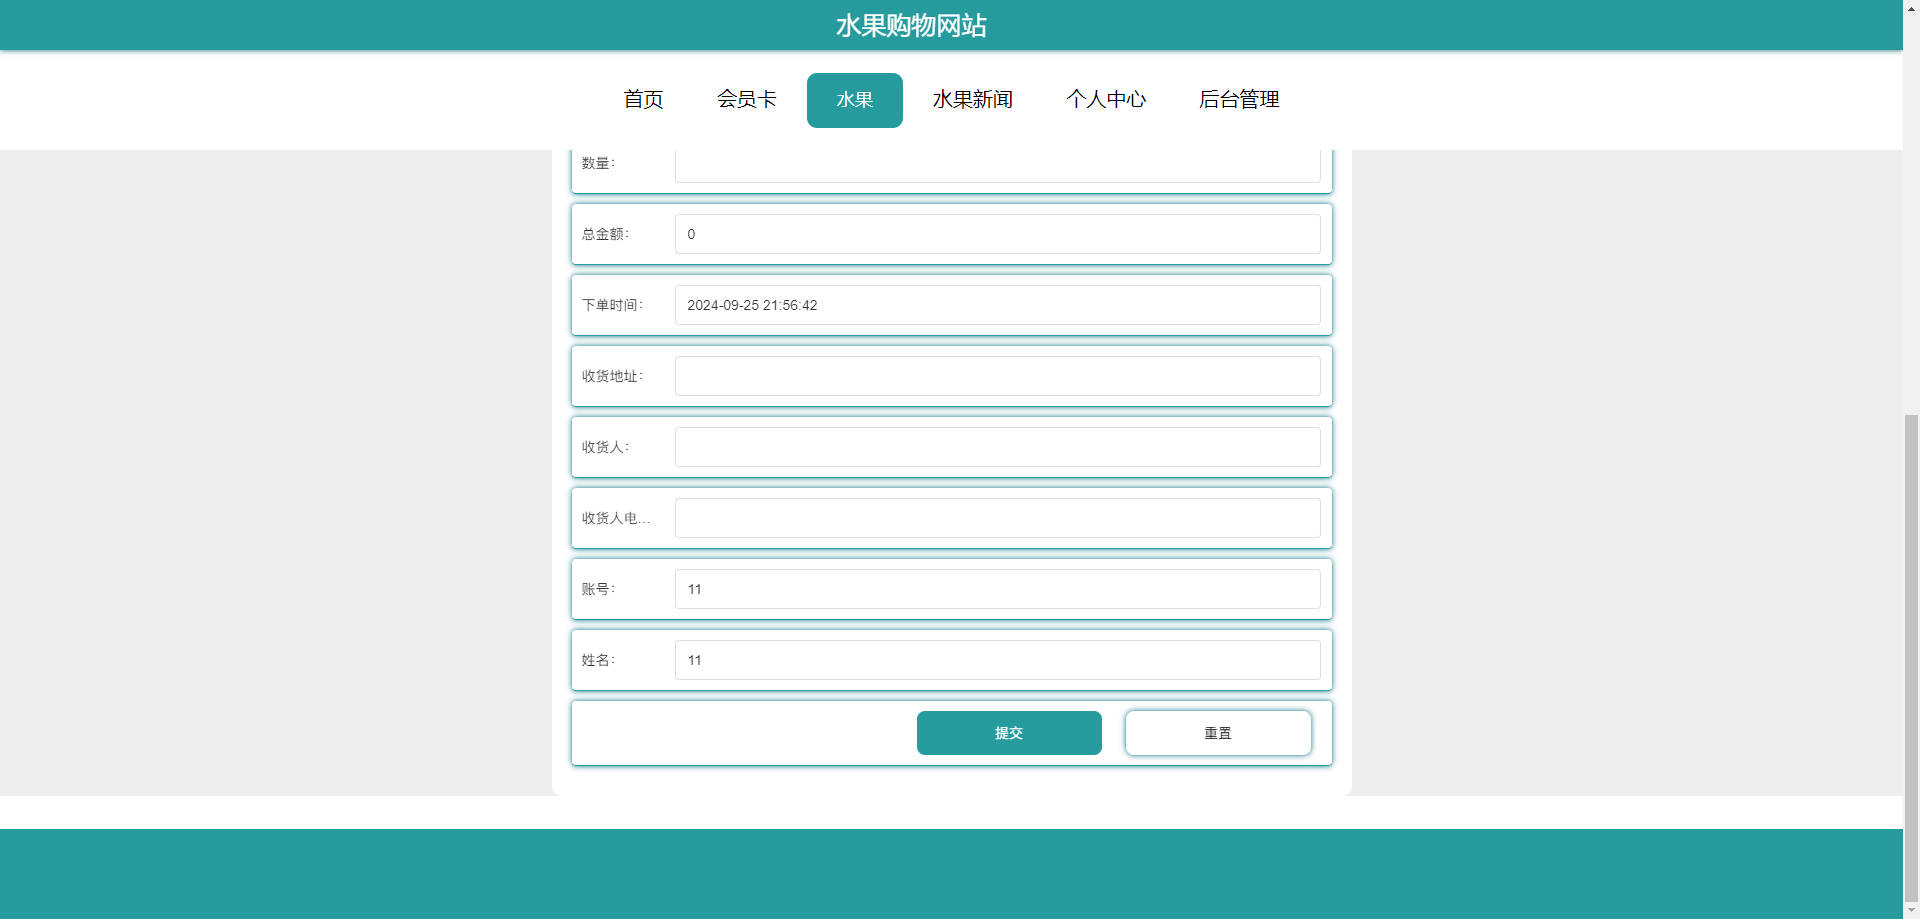 水果购物网站
首页 会员卡 水果 水果新闻 个人中心 后台管理
数量：
总金额： 0
下单时间： 2024-09-25 21:56:42
收货地址：
收货人：
收货人电...
账号： 11
姓名： 11
提交 重置